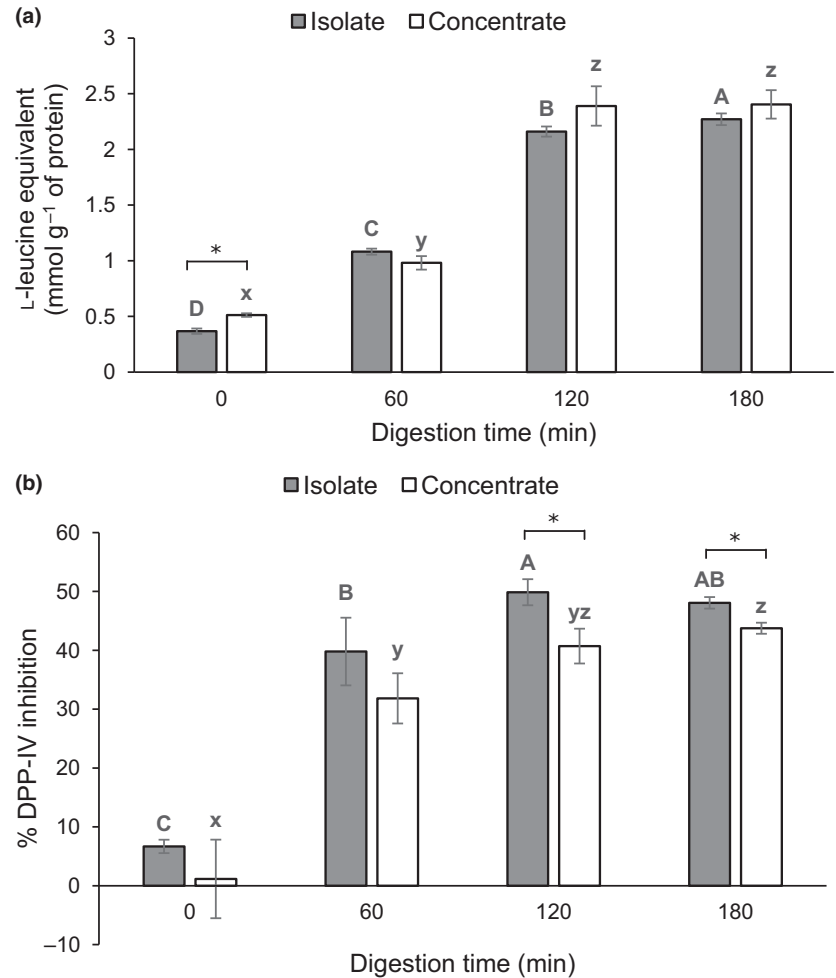 (a)
Isolate Concentrate
L-leucine equivalent
(mmol g⁻¹ of protein)
3
2.5
2
1.5
1
0.5
0
*
D x C y B z A z
0 60 120 180
Digestion time (min)
(b)
Isolate Concentrate
% DPP-IV inhibition
60
50
40
30
20
10
0
−10
* *
C x B y A yz AB z
0 60 120 180
Digestion time (min)